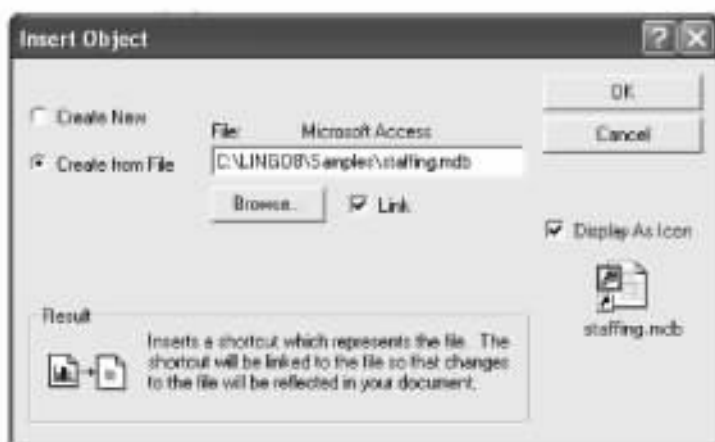 Insert Object
Create New
Create from File
File: Microsoft Access
C:\LINGO8\Samples\staffing.mdb
Browse...
Link
OK
Cancel
Display As Icon
staffing.mdb
Result
Inserts a shortcut which represents the file. The
shortcut will be linked to the file so that changes
to the file will be reflected in your document.